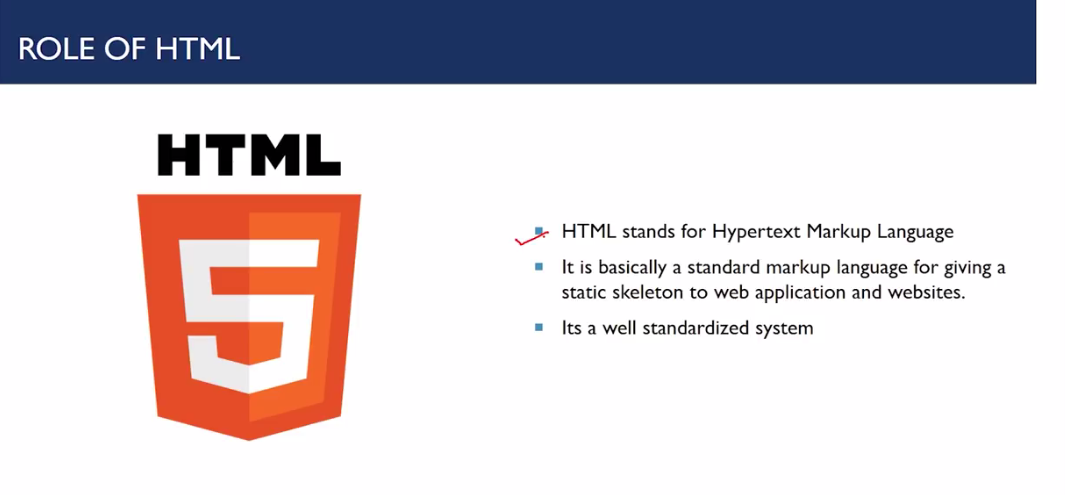 ROLE OF HTML
HTML
5
HTML stands for Hypertext Markup Language
It is basically a standard markup language for giving a
static skeleton to web application and websites.
Its a well standardized system